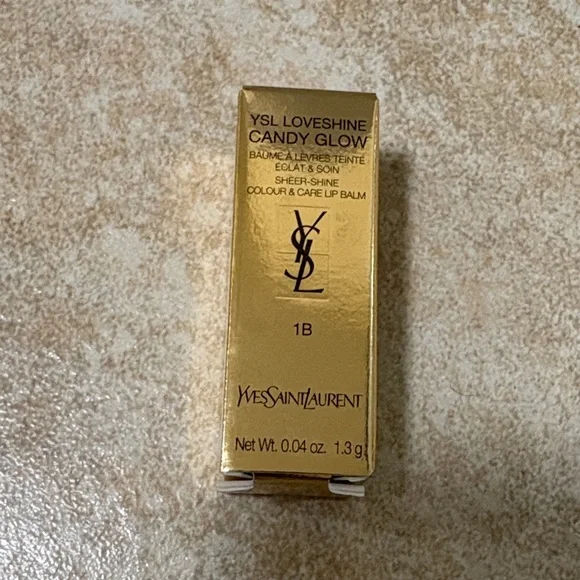 YSL LOVESHINE
CANDY GLOW
BAUME À LÈVRES TEINTÉ
ÉCLAT & SOIN
SHEER-SHINE
COLOUR & CARE LIP BALM
YSL
1B
YVESSAINTLAURENT
Net Wt. 0.04 oz. 1.3 g